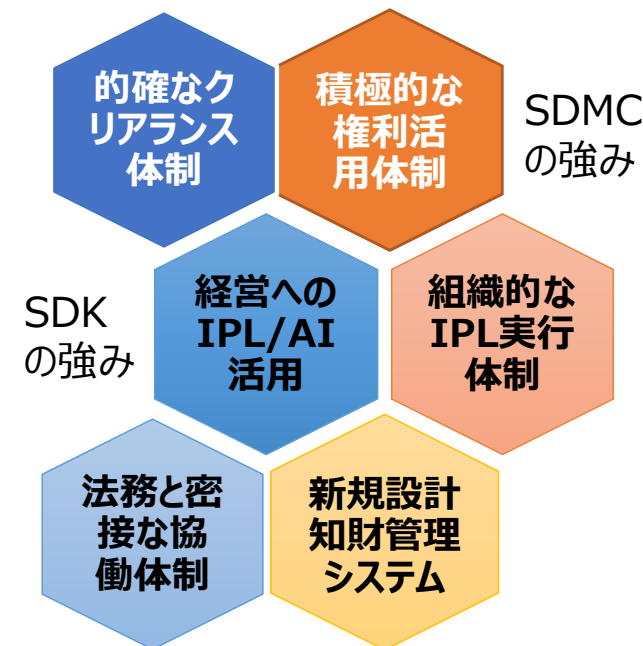 的確なク
リアランス
体制
積極的な
権利活
用体制
SDMC
の強み
SDK
の強み
経営への
IPL/AI
活用
組織的な
IPL実行
体制
法務と密
接な協
働体制
新規設計
知財管理
システム